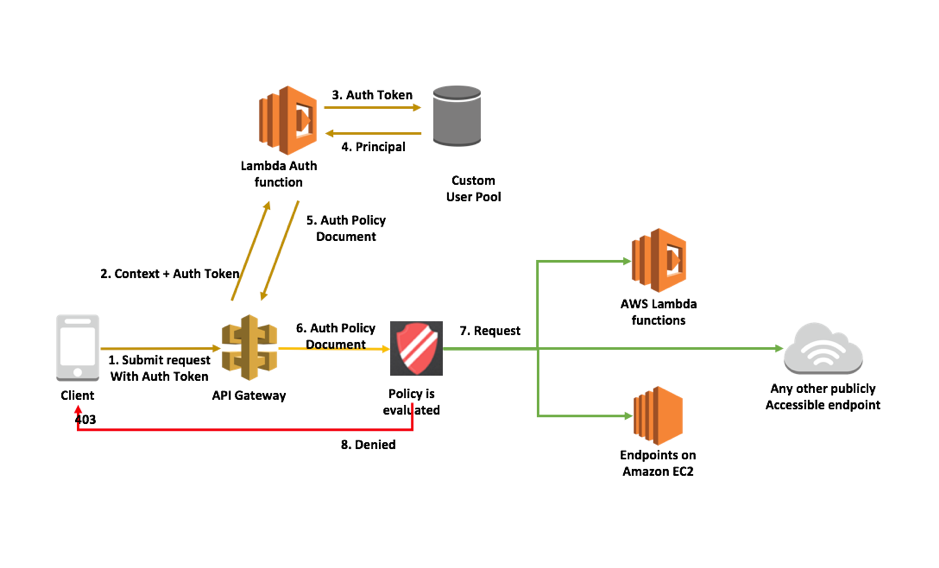 3. Auth Token
4. Principal
Lambda Auth
function
Custom
User Pool
5. Auth Policy
Document
2. Context + Auth Token
AWS Lambda
functions
6. Auth Policy
Document
7. Request
1. Submit request
With Auth Token
Client
API Gateway
Policy is
evaluated
Any other publicly
Accessible endpoint
403
8. Denied
Endpoints on
Amazon EC2